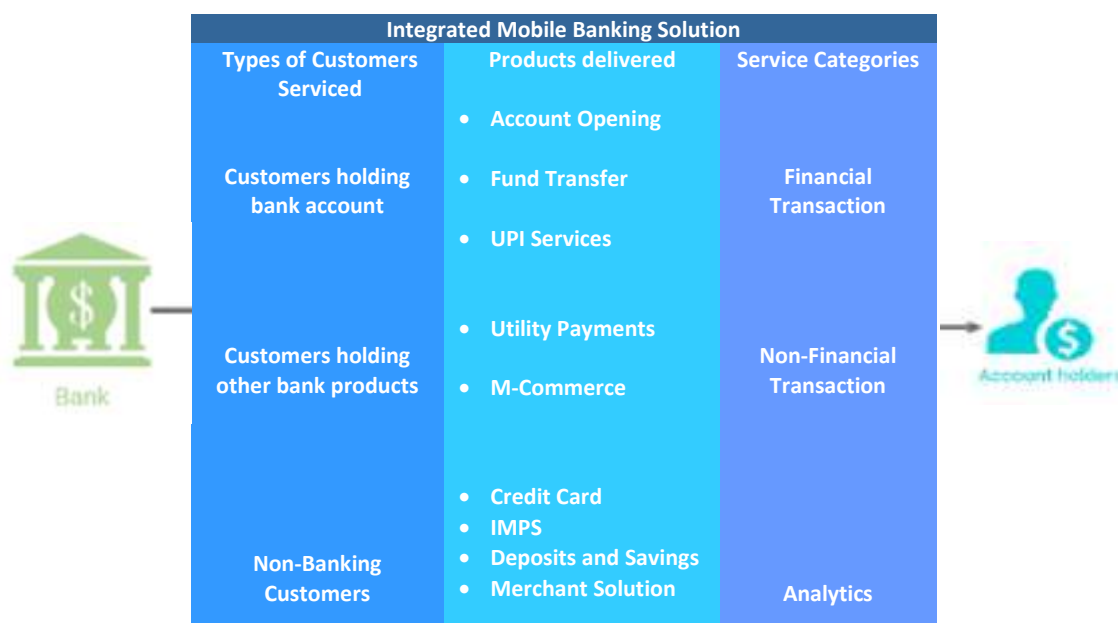 Integrated Mobile Banking Solution
Types of Customers
Serviced
Products delivered
Service Categories
• Account Opening
Customers holding
bank account
• Fund Transfer
Financial
Transaction
• UPI Services
Bank
Customers holding
other bank products
• Utility Payments
• M-Commerce
Non-Financial
Transaction
Account holders
Non-Banking
Customers
• Credit Card
• IMPS
• Deposits and Savings
• Merchant Solution
Analytics